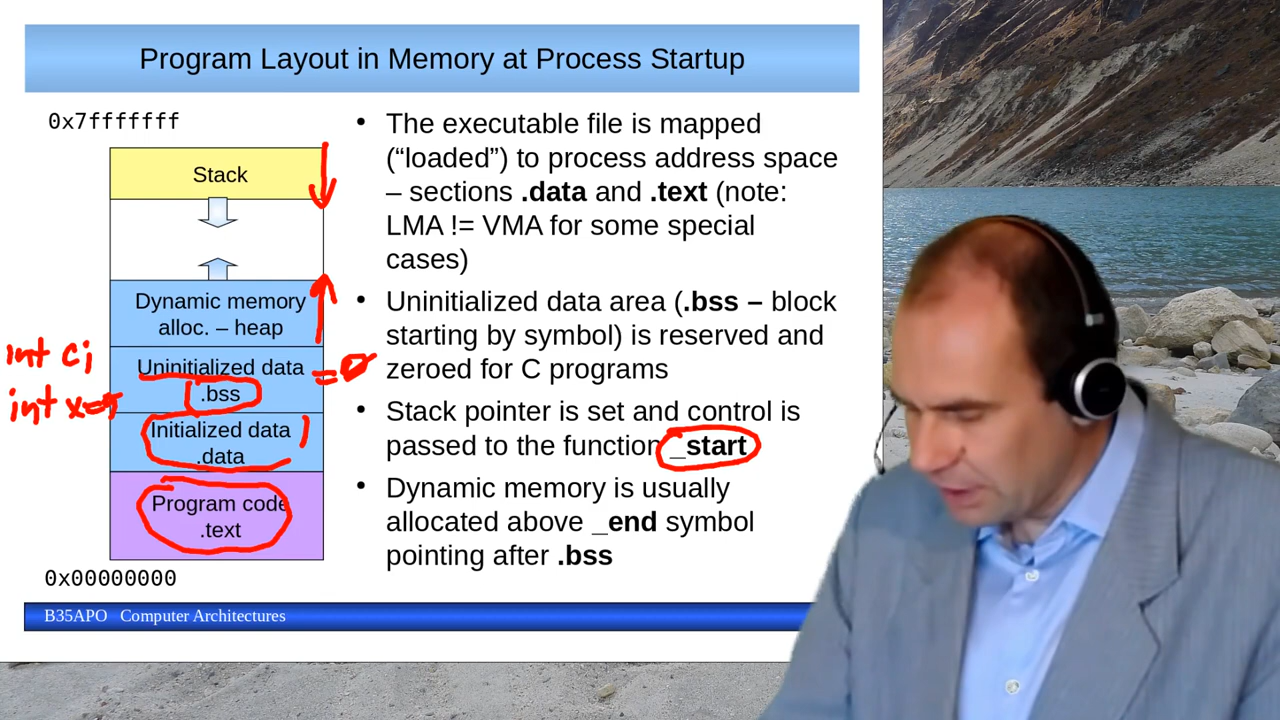 Program Layout in Memory at Process Startup
0x7fffffff
Stack
Dynamic memory
alloc. – heap
Uninitialized data
.bss
= 0
int c;
int x=5
Initialized data
.data
Program code
.text
0x00000000
• The executable file is mapped
(“loaded”) to process address space
– sections .data and .text (note:
LMA != VMA for some special
cases)
• Uninitialized data area (.bss – block
starting by symbol) is reserved and
zeroed for C programs
• Stack pointer is set and control is
passed to the function _start
• Dynamic memory is usually
allocated above _end symbol
pointing after .bss
B35APO Computer Architectures